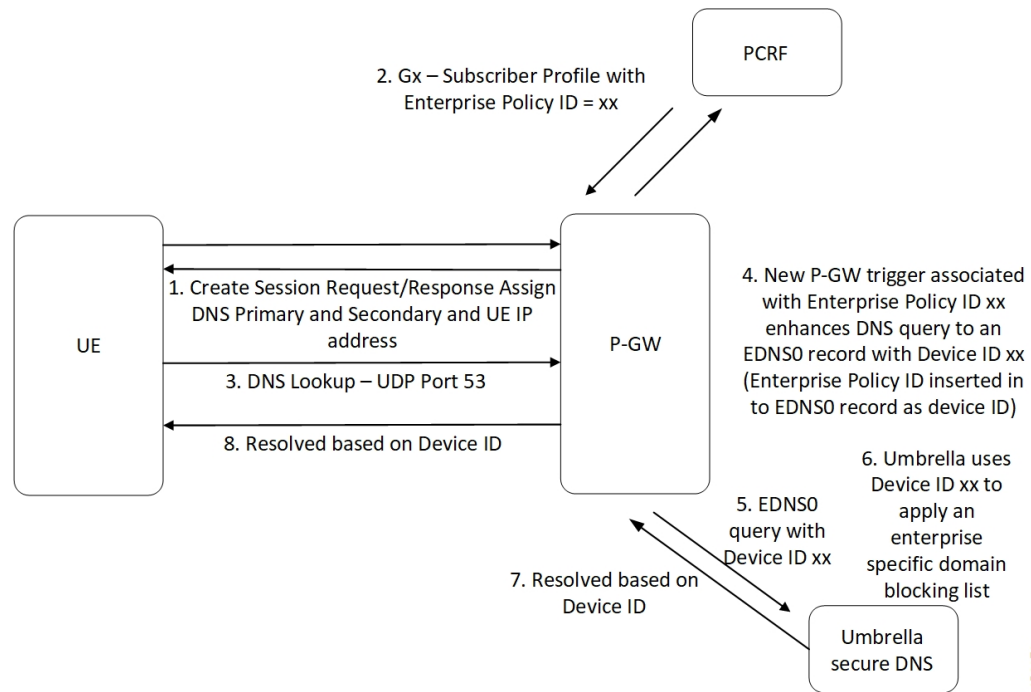 PCRF
2. Gx – Subscriber Profile with
Enterprise Policy ID = xx
UE
1. Create Session Request/Response Assign
DNS Primary and Secondary and UE IP
address
3. DNS Lookup – UDP Port 53
8. Resolved based on Device ID
P-GW
4. New P-GW trigger associated
with Enterprise Policy ID xx
enhances DNS query to an
EDNS0 record with Device ID xx
(Enterprise Policy ID inserted in
to EDNS0 record as device ID)
5. EDNS0
query with
Device ID xx
6. Umbrella uses
Device ID xx to
apply an
enterprise
specific domain
blocking list
7. Resolved based on
Device ID
Umbrella
secure DNS